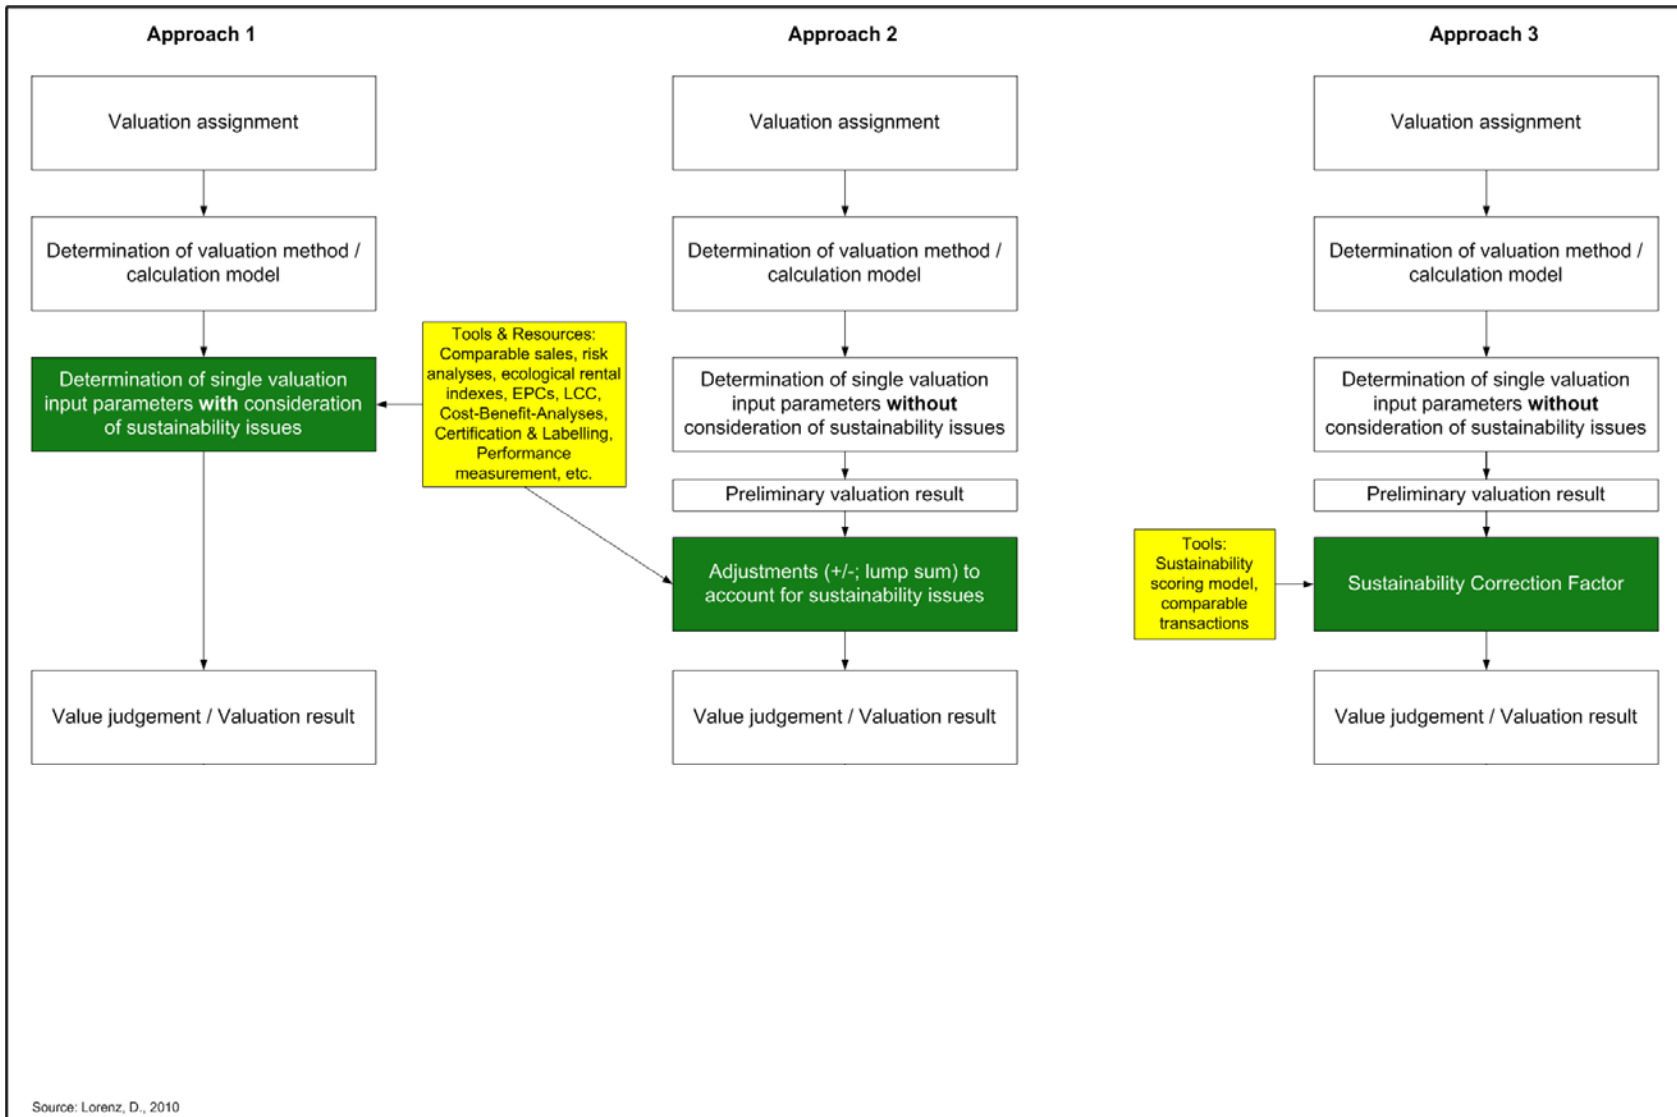 Approach 1
Valuation assignment
Determination of valuation method /
calculation model
Determination of single valuation
input parameters with consideration
of sustainability issues
Value judgement / Valuation result
Tools & Resources:
Comparable sales, risk
analyses, ecological rental
indexes, EPCs, LCC,
Cost-Benefit-Analyses,
Certification & Labelling,
Performance
measurement, etc.
Approach 2
Valuation assignment
Determination of valuation method /
calculation model
Determination of single valuation
input parameters without
consideration of sustainability issues
Preliminary valuation result
Adjustments (+/-; lump sum) to
account for sustainability issues
Value judgement / Valuation result
Approach 3
Valuation assignment
Determination of valuation method /
calculation model
Determination of single valuation
input parameters without
consideration of sustainability issues
Preliminary valuation result
Tools:
Sustainability
scoring model,
comparable
transactions
Sustainability Correction Factor
Value judgement / Valuation result
Source: Lorenz, D., 2010